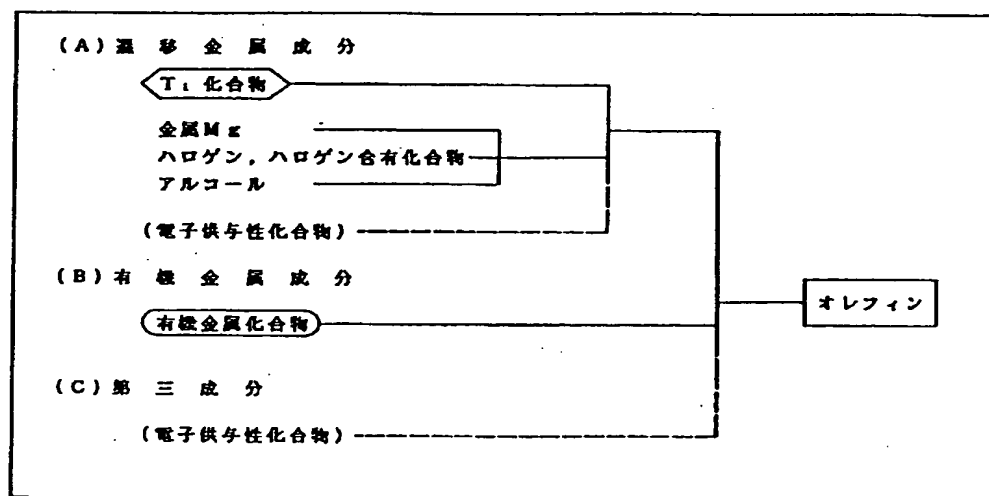 (A)遷移金属成分
Ti化合物
金属Mg
ハロゲン,ハロゲン含有化合物
アルコール
(電子供与性化合物)
(B)有機金属成分
有機金属化合物
オレフィン
(C)第三成分
(電子供与性化合物)